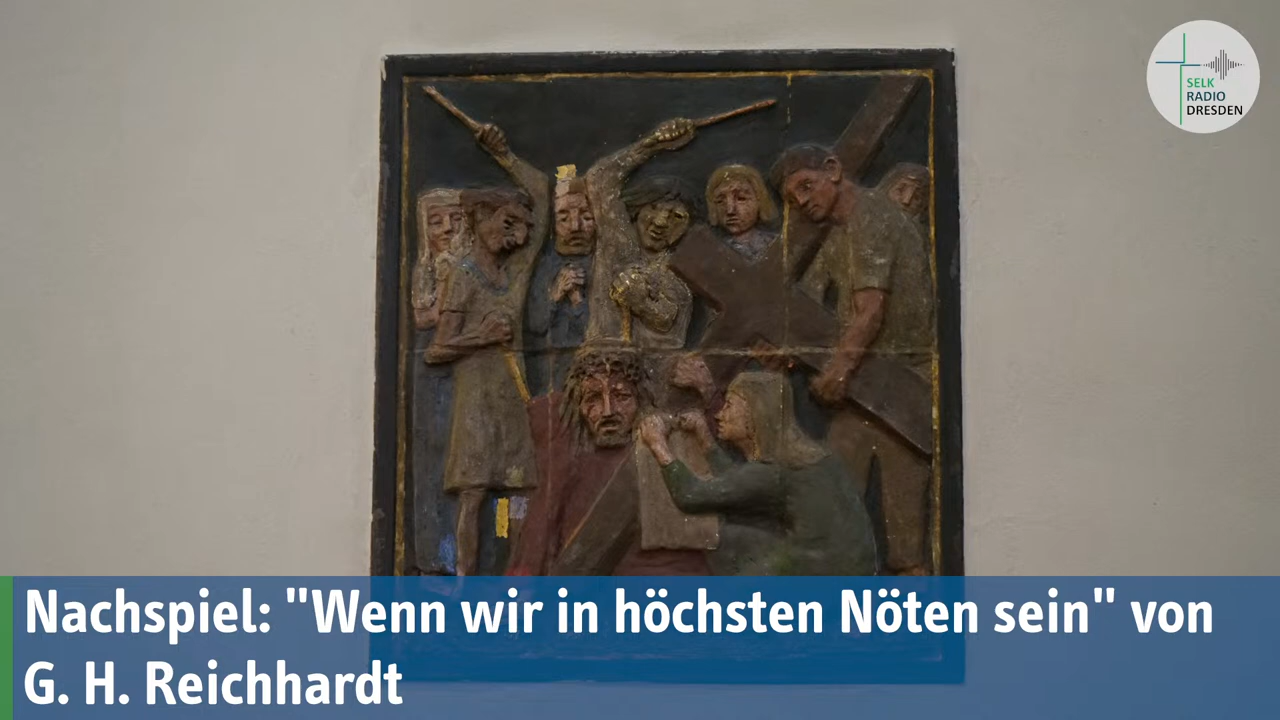 SELK
RADIO
DRESDEN
Nachspiel: "Wenn wir in höchsten Nöten sein" von
G. H. Reichhardt